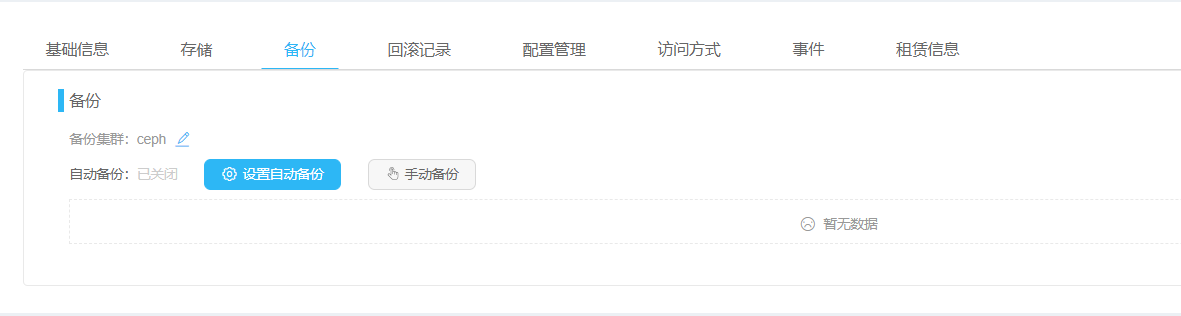 基础信息 存储 备份 回滚记录 配置管理 访问方式 事件 租赁信息
备份
备份集群：ceph
自动备份：已关闭 设置自动备份 手动备份
暂无数据